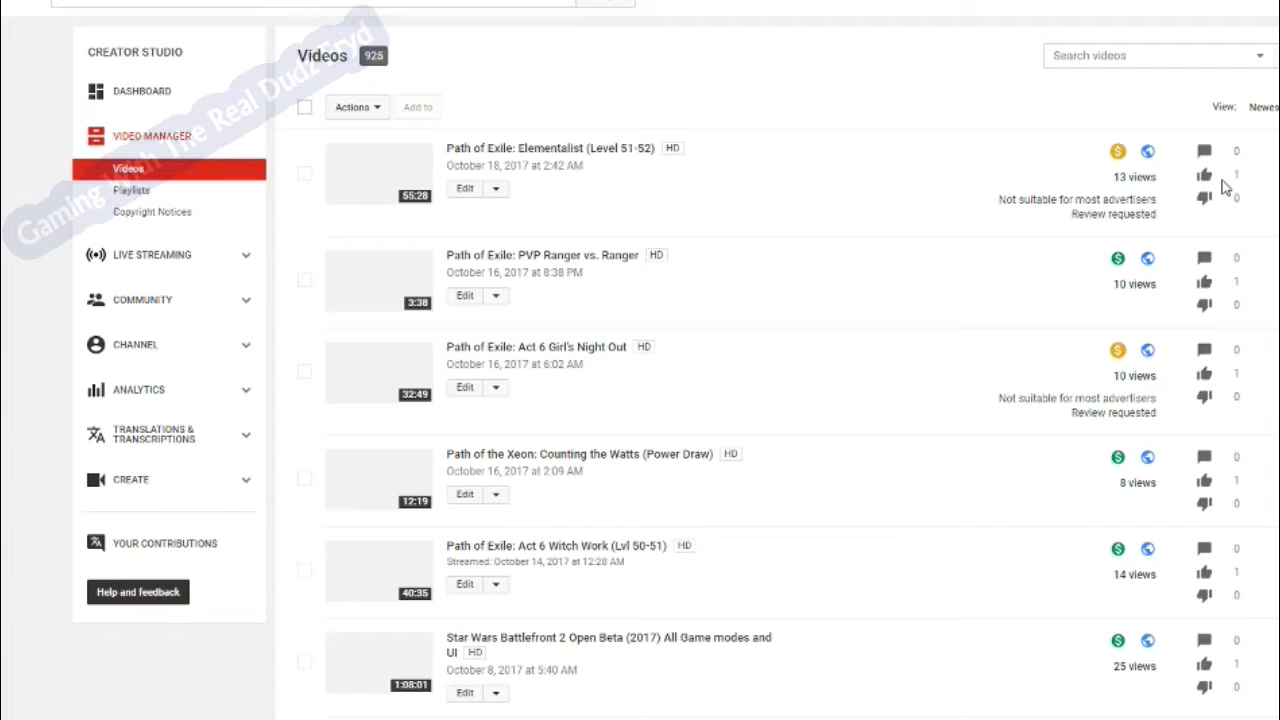 CREATOR STUDIO
DASHBOARD
VIDEO MANAGER
Videos
Playlists
Copyright Notices
LIVE STREAMING
COMMUNITY
CHANNEL
ANALYTICS
TRANSLATIONS &
TRANSCRIPTIONS
CREATE
YOUR CONTRIBUTIONS
Help and feedback
Gaming With The Real Dudz Fryd
Videos 925
Search videos
Actions Add to
View: Newes
Path of Exile: Elementalist (Level 51-52) HD
October 18, 2017 at 2:42 AM
55:28
Edit
13 views
Not suitable for most advertisers
Review requested
0
1
0
Path of Exile: PVP Ranger vs. Ranger HD
October 16, 2017 at 8:38 PM
3:38
Edit
10 views
0
1
0
Path of Exile: Act 6 Girl's Night Out HD
October 16, 2017 at 6:02 AM
32:49
Edit
10 views
Not suitable for most advertisers
Review requested
0
1
0
Path of the Xeon: Counting the Watts (Power Draw) HD
October 16, 2017 at 2:09 AM
12:19
Edit
8 views
0
1
0
Path of Exile: Act 6 Witch Work (Lvl 50-51) HD
Streamed: October 14, 2017 at 12:28 AM
40:35
Edit
14 views
0
1
0
Star Wars Battlefront 2 Open Beta (2017) All Game modes and
UI HD
October 8, 2017 at 5:40 AM
1:08:01
Edit
25 views
0
1
0